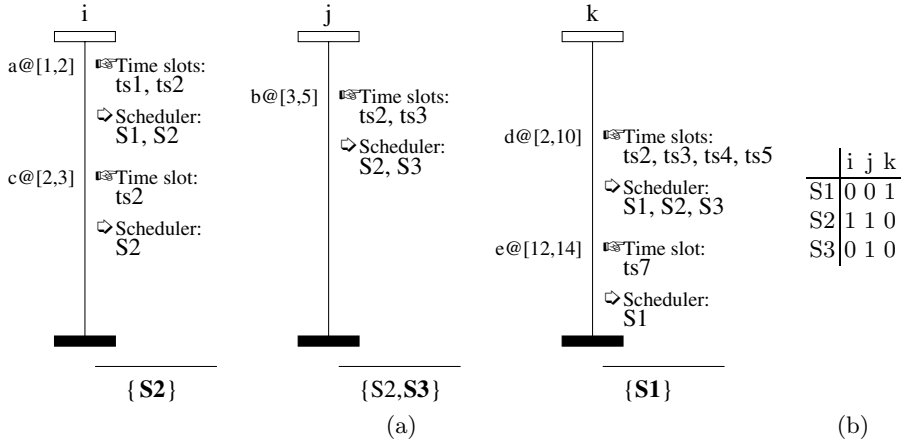 i
a@[1,2]
☞Time slots:
ts1, ts2
➪Scheduler:
S1, S2
c@[2,3]
☞Time slot:
ts2
➪Scheduler:
S2
{S2}
j
b@[3,5]
☞Time slots:
ts2, ts3
➪Scheduler:
S2, S3
{S2,S3}
k
d@[2,10]
☞Time slots:
ts2, ts3, ts4, ts5
➪Scheduler:
S1, S2, S3
e@[12,14]
☞Time slot:
ts7
➪Scheduler:
S1
{S1}
(a)
i j k
S1 0 0 1
S2 1 1 0
S3 0 1 0
(b)